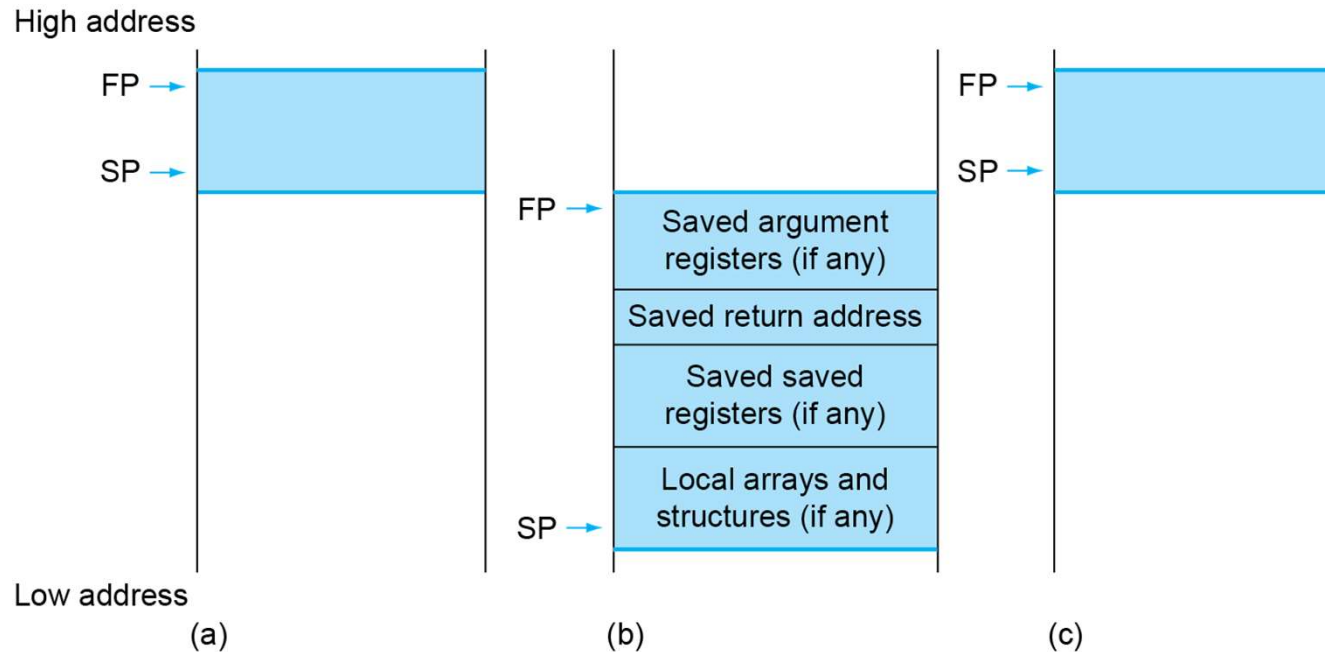 High address
FP
SP
FP
Saved argument
registers (if any)
Saved return address
Saved saved
registers (if any)
Local arrays and
structures (if any)
SP
FP
SP
Low address
(a)
(b)
(c)